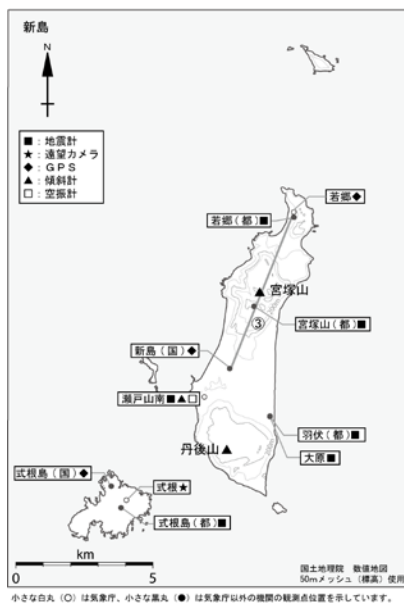 新島
N
■:地震計
★:遠望カメラ
◆:GPS
▲:傾斜計
□:空振計
若郷◆
若郷(都)■
宮塚山
③
宮塚山(都)■
新島(国)◆
瀬戸山南■▲□
羽伏(都)■
丹後山
大原■
式根島(国)◆
式根★
式根島(都)■
km
0 5
国土地理院 数値地図
50mメッシュ(標高)使用
小さな白丸(○)は気象庁、小さな黒丸(●)は気象庁以外の機関の観測点位置を示しています。